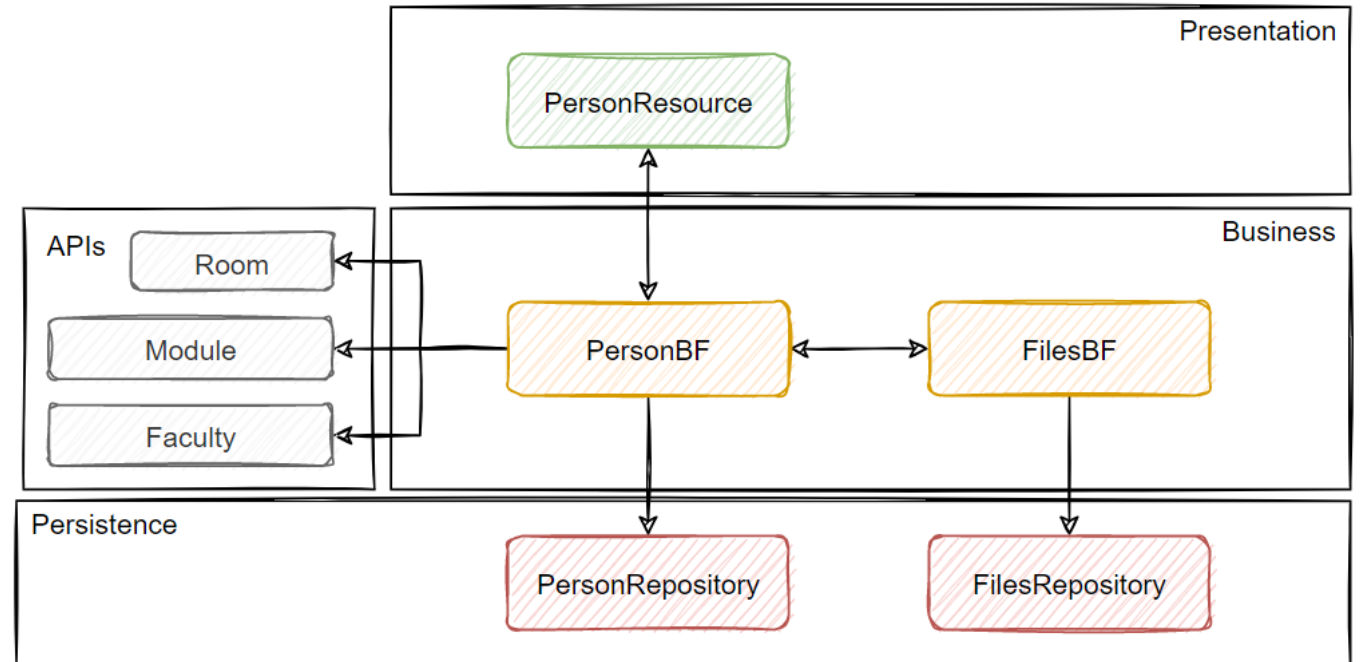 Presentation
PersonResource
APIs
Room
Module
Faculty
Business
PersonBF
FilesBF
Persistence
PersonRepository
FilesRepository